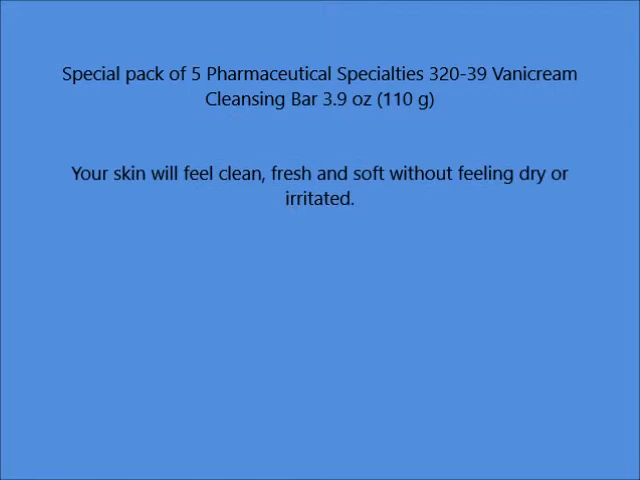 Special pack of 5 Pharmaceutical Specialties 320-39 Vanicream
Cleansing Bar 3.9 oz (110 g)
Your skin will feel clean, fresh and soft without feeling dry or
irritated.